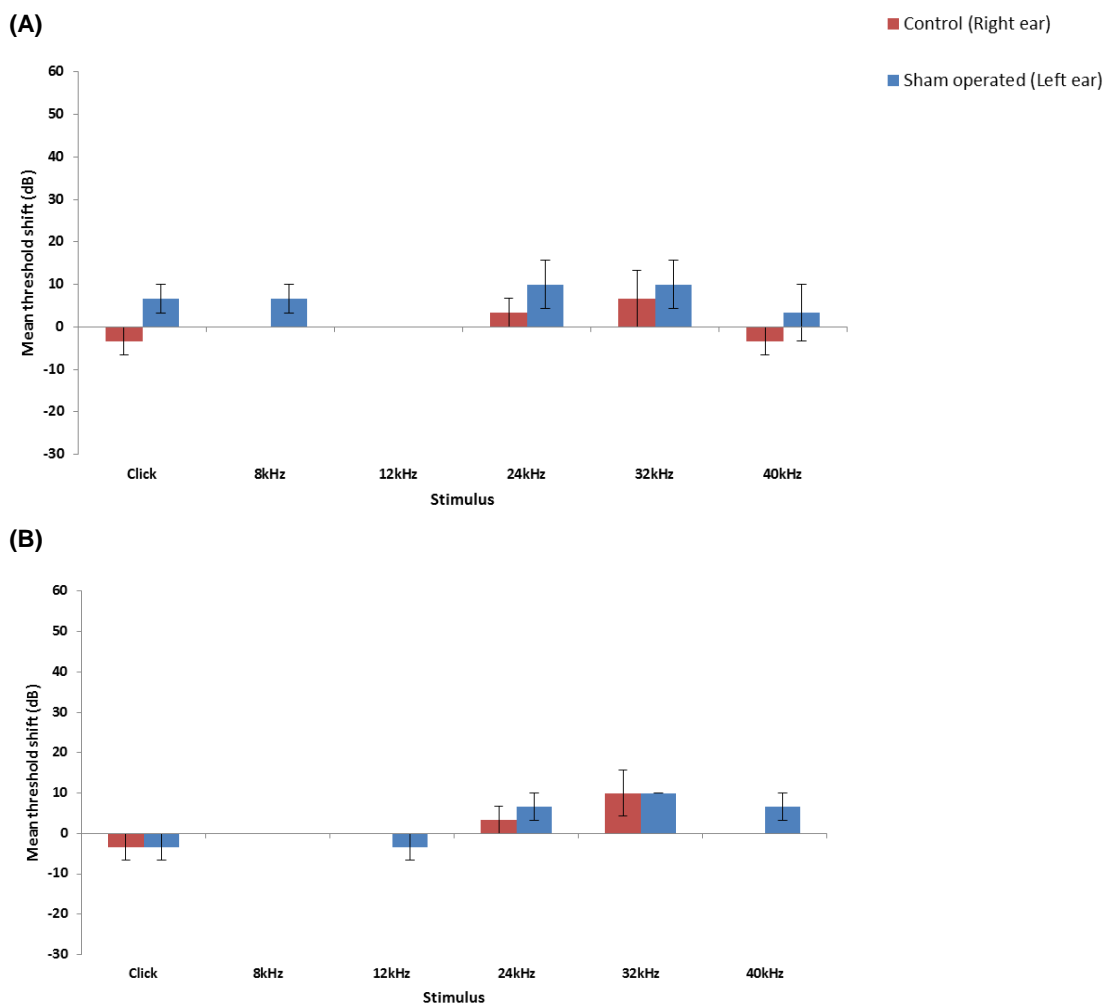 (A)
Control (Right ear)
Sham operated (Left ear)
60
50
40
30
20
10
0
-10
-20
-30
Mean threshold shift (dB)
Click 8kHz 12kHz 24kHz 32kHz 40kHz
Stimulus
(B)
60
50
40
30
20
10
0
-10
-20
-30
Mean threshold shift (dB)
Click 8kHz 12kHz 24kHz 32kHz 40kHz
Stimulus